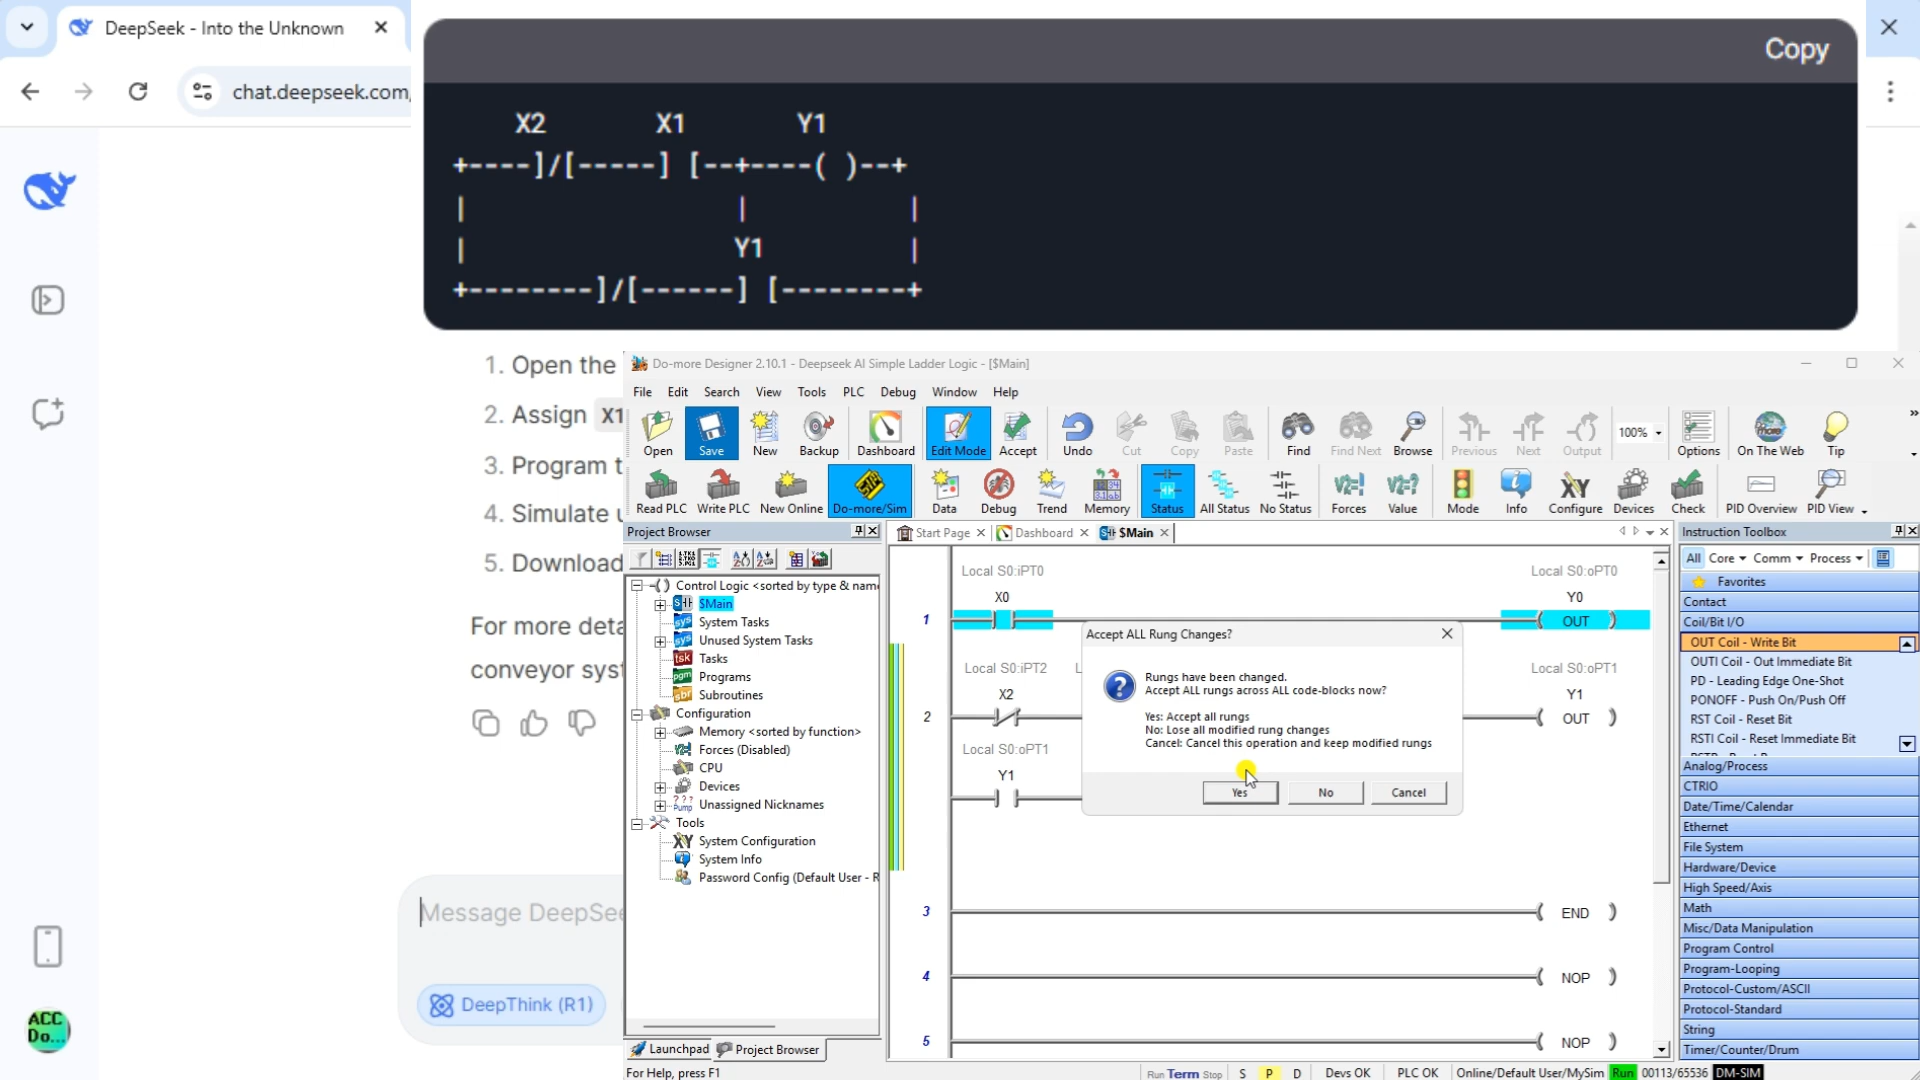 DeepSeek - Into the Unknown
chat.deepseek.com
Copy
X2 X1 Y1
+----]/[-----] [--+----( )--+
| | |
| Y1 |
+--------]/[------] [--------+
1. Open the
2. Assign X1
3. Program t
4. Simulate u
5. Download
For more deta
conveyor syst
Message DeepSee
DeepThink (R1)
ACC
Do...
Do-more Designer 2.10.1 - Deepseek AI Simple Ladder Logic - [$Main]
File Edit Search View Tools PLC Debug Window Help
Open Save New Backup Dashboard Edit Mode Accept Undo Cut Copy Paste Find Find Next Browse Previous Next Output 100% Options On The Web Tip
Read PLC Write PLC New Online Do-more/Sim Data Debug Trend Memory Status All Status No Status Forces Value Mode Info Configure Devices Check PID Overview PID View
Project Browser
Control Logic <sorted by type & nam
$Main
System Tasks
Unused System Tasks
Tasks
Programs
Subroutines
Configuration
Memory <sorted by function>
Forces (Disabled)
CPU
Devices
Unassigned Nicknames
Tools
System Configuration
System Info
Password Config (Default User - R
Launchpad Project Browser
Start Page Dashboard $Main
Local S0:iPT0 Local S0:oPT0
X0 Y0
1 OUT
Local S0:iPT2 L Local S0:oPT1
X2 Y1
2 OUT
Local S0:oPT1
Y1
3 END
4 NOP
5 NOP
Accept ALL Rung Changes?
Rungs have been changed.
Accept ALL rungs across ALL code-blocks now?
Yes: Accept all rungs
No: Lose all modified rung changes
Cancel: Cancel this operation and keep modified rungs
Yes No Cancel
Instruction Toolbox
All Core Comm Process
Favorites
Contact
Coil/Bit I/O
OUT Coil - Write Bit
OUTI Coil - Out Immediate Bit
PD - Leading Edge One-Shot
PONOFF - Push On/Push Off
RST Coil - Reset Bit
RSTI Coil - Reset Immediate Bit
Analog/Process
CTRIO
Date/Time/Calendar
Ethernet
File System
Hardware/Device
High Speed/Axis
Math
Misc/Data Manipulation
Program Control
Program-Looping
Protocol-Custom/ASCII
Protocol-Standard
String
Timer/Counter/Drum
For Help, press F1
Run Term Stop S P D Devs OK PLC OK Online/Default User/MySim Run 00113/65536 DM-SIM